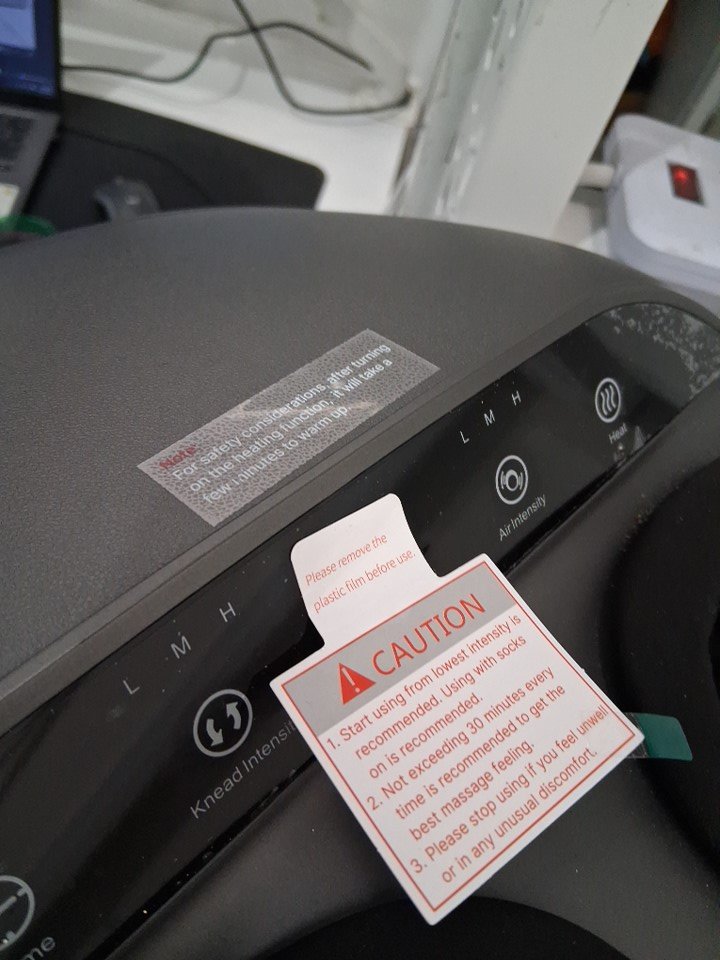 Note
For safety considerations, after turning
on the heating function, it will take a
few minutes to warm up.
L M H
Heat
Air Intensity
Please remove the
plastic film before use.
L M H
Knead Intensit
CAUTION
1. Start using from lowest intensity is
recommended. Using with socks
on is recommended.
2. Not exceeding 30 minutes every
time is recommended to get the
best massage feeling.
3. Please stop using if you feel unwell
or in any unusual discomfort.
me